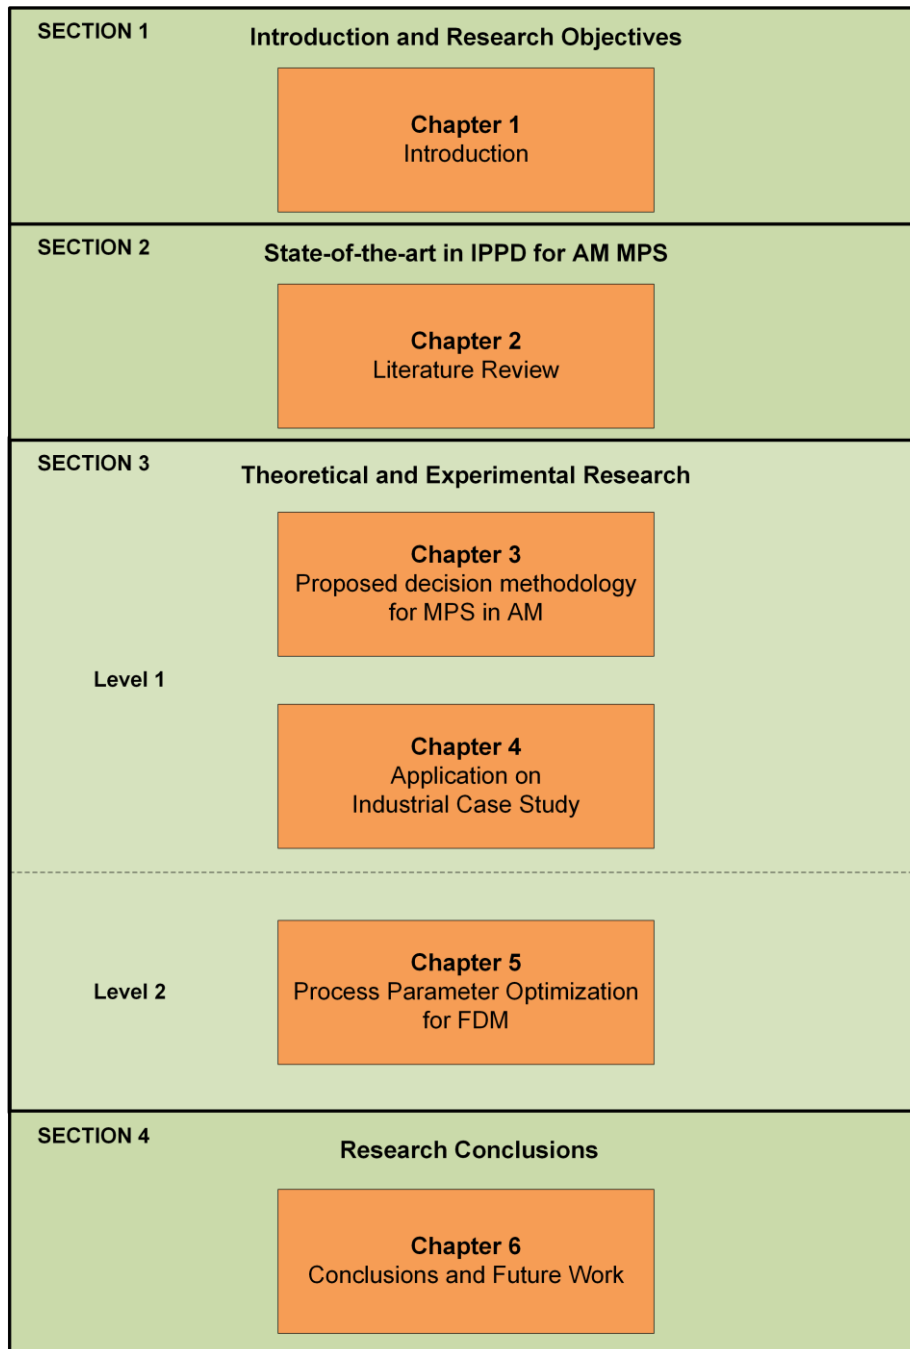 SECTION 1
Introduction and Research Objectives
Chapter 1
Introduction
SECTION 2
State-of-the-art in IPPD for AM MPS
Chapter 2
Literature Review
SECTION 3
Theoretical and Experimental Research
Chapter 3
Proposed decision methodology
for MPS in AM
Level 1
Chapter 4
Application on
Industrial Case Study
Chapter 5
Level 2
Process Parameter Optimization
for FDM
SECTION 4
Research Conclusions
Chapter 6
Conclusions and Future Work